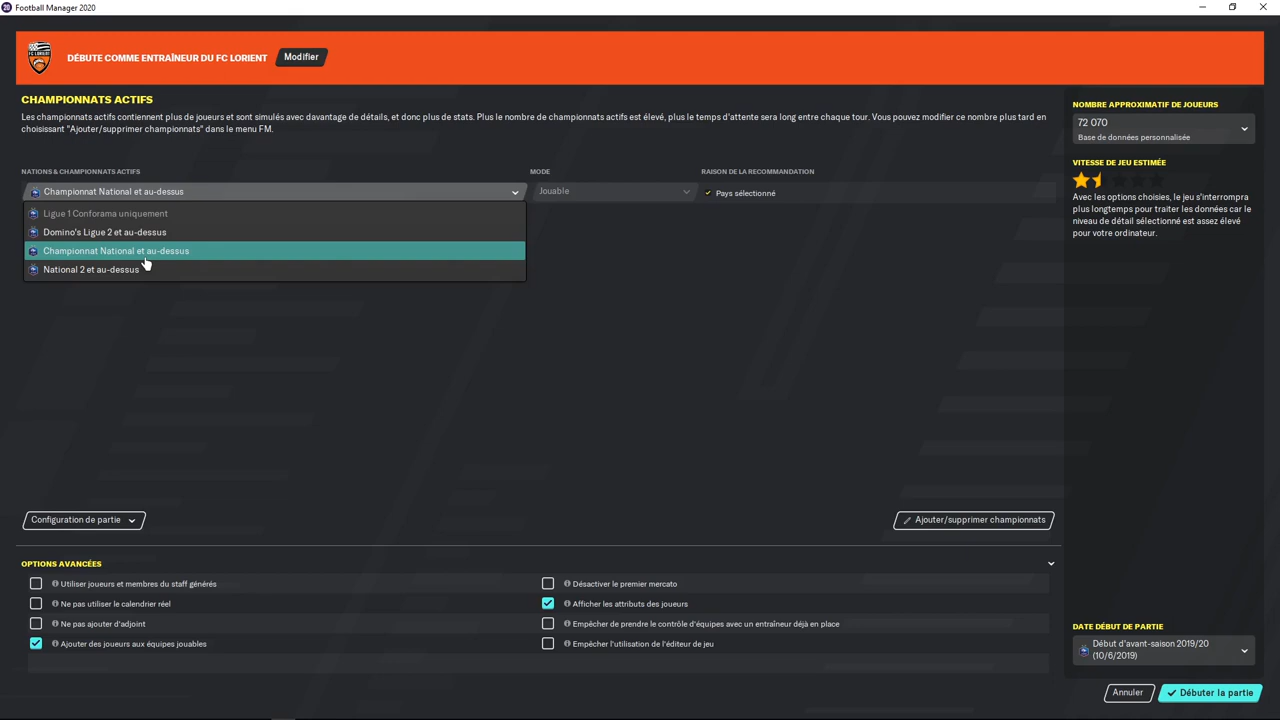 Football Manager 2020
FC LORIENT
DÉBUTE COMME ENTRAÎNEUR DU FC LORIENT
Modifier
CHAMPIONNATS ACTIFS
Les championnats actifs contiennent plus de joueurs et sont simulés avec davantage de détails, et donc plus de stats. Plus le nombre de championnats actifs est élevé, plus le temps d'attente sera long entre chaque tour. Vous pouvez modifier ce nombre plus tard en
choisissant "Ajouter/supprimer championnats" dans le menu FM.
NATIONS & CHAMPIONNATS ACTIFS
MODE
RAISON DE LA RECOMMANDATION
Championnat National et au-dessus
Jouable
Pays sélectionné
Ligue 1 Conforama uniquement
Domino's Ligue 2 et au-dessus
Championnat National et au-dessus
National 2 et au-dessus
Configuration de partie
Ajouter/supprimer championnats
OPTIONS AVANCÉES
Utiliser joueurs et membres du staff générés
Désactiver le premier mercato
Ne pas utiliser le calendrier réel
Afficher les attributs des joueurs
Ne pas ajouter d'adjoint
Empêcher de prendre le contrôle d'équipes avec un entraîneur déjà en place
Ajouter des joueurs aux équipes jouables
Empêcher l'utilisation de l'éditeur de jeu
NOMBRE APPROXIMATIF DE JOUEURS
72 070
Base de données personnalisée
VITESSE DE JEU ESTIMÉE
Avec les options choisies, le jeu s'interrompra
plus longtemps pour traiter les données car le
niveau de détail sélectionné est assez élevé
pour votre ordinateur.
DATE DÉBUT DE PARTIE
Début d'avant-saison 2019/20
(10/6/2019)
Annuler
Débuter la partie